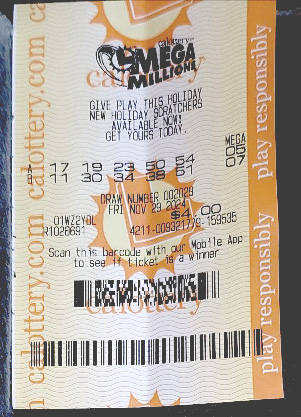 calottery
MEGA
MILLIONS
GIVE PLAY THIS HOLIDAY
NEW HOLIDAY SCRATCHERS
AVAILABLE NOW!
GET YOURS TODAY.
MEGA
17 19 23 50 54 05
11 30 34 38 51 07
DRAW NUMBER 002028
FRI NOV 29 2024
$4.00
4211-009321779-159535
Scan this barcode with our Mobile App
to see if ticket is a winner
calottery
calottery.com
calottery.com
play responsibly
play responsibly